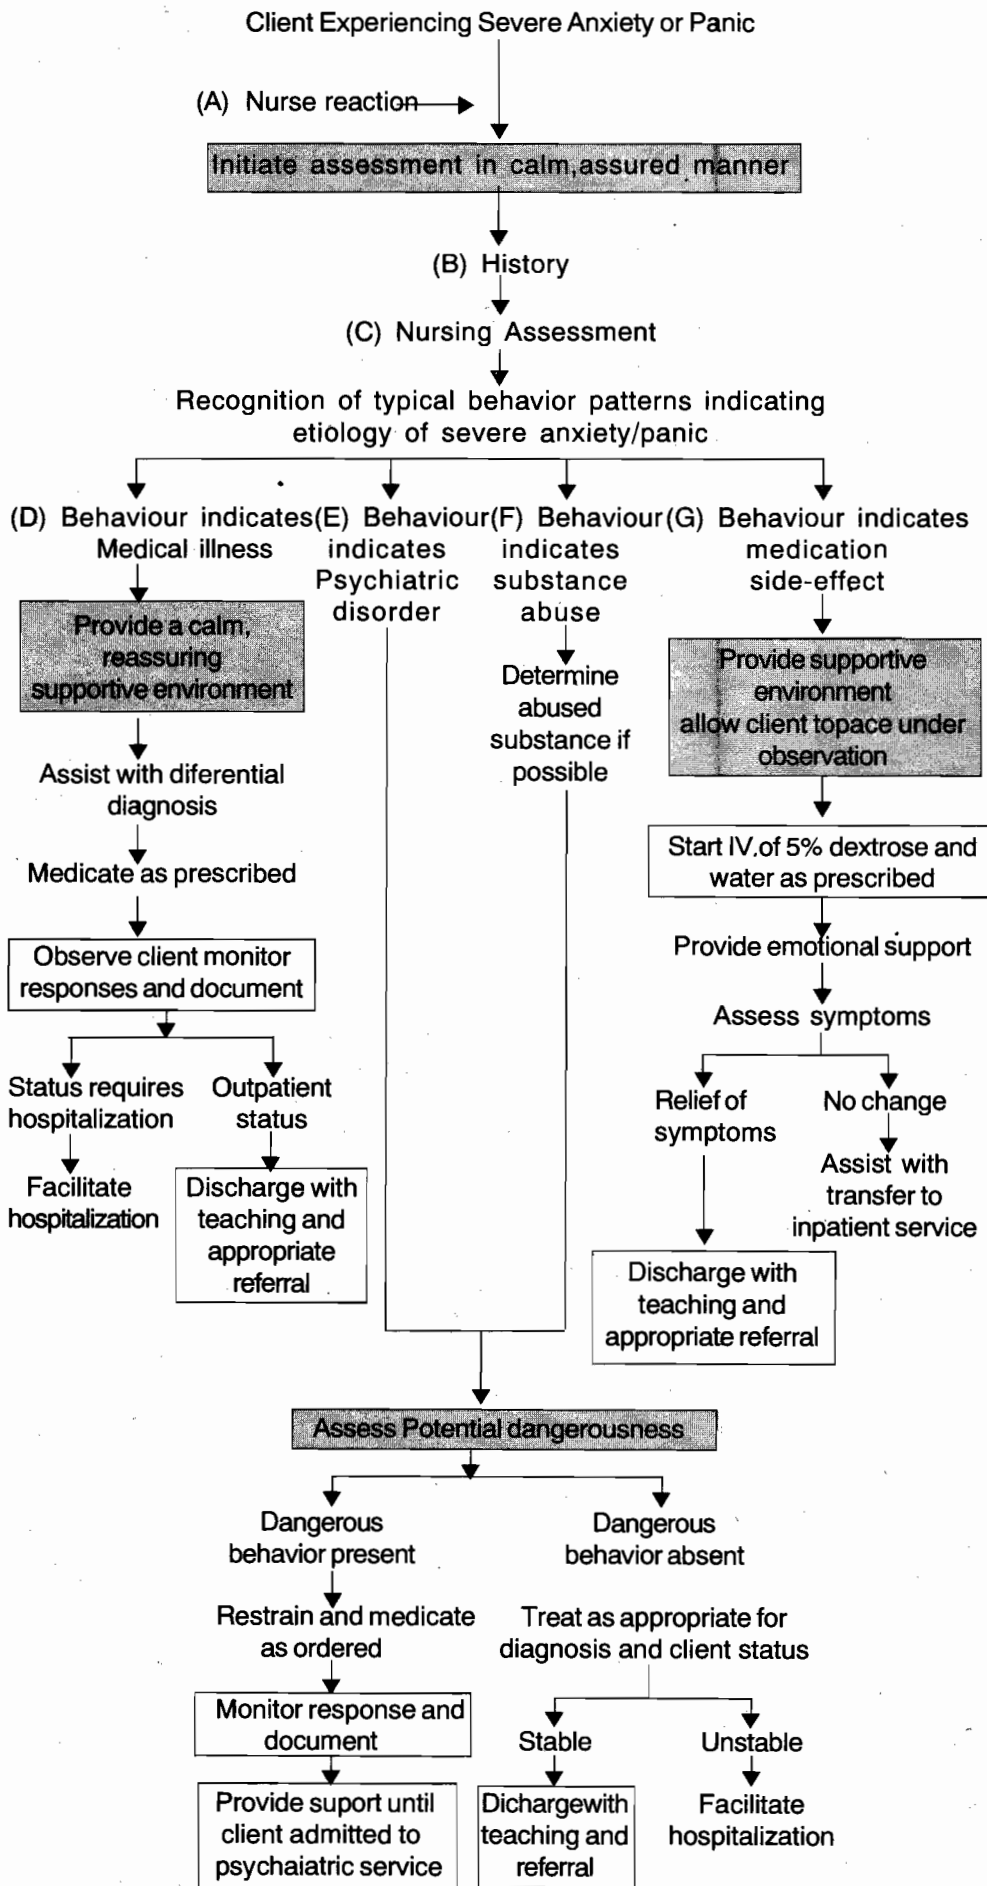 Client Experiencing Severe Anxiety or Panic
(A) Nurse reaction
Initiate assessment in calm,assured manner
(B) History
(C) Nursing Assessment
Recognition of typical behavior patterns indicating
etiology of severe anxiety/panic
(D) Behaviour indicates
Medical illness
(E) Behaviour
indicates
Psychiatric
disorder
(F) Behaviour
indicates
substance
abuse
(G) Behaviour indicates
medication
side-effect
Provide a calm,
reassuring
supportive environment
Assist with diferential
diagnosis
Medicate as prescribed
Observe client monitor
responses and document
Status requires
hospitalization
Facilitate
hospitalization
Outpatient
status
Discharge with
teaching and
appropriate
referral
Determine
abused
substance if
possible
Provide supportive
environment
allow client topace under
observation
Start IV.of 5% dextrose and
water as prescribed
Provide emotional support
Assess symptoms
Relief of
symptoms
Discharge with
teaching and
appropriate referral
No change
Assist with
transfer to
inpatient service
Assess Potential dangerousness
Dangerous
behavior present
Restrain and medicate
as ordered
Monitor response and
document
Provide suport until
client admitted to
psychaiatric service
Dangerous
behavior absent
Treat as appropriate for
diagnosis and client status
Stable
Dichargewith
teaching and
referral
Unstable
Facilitate
hospitalization